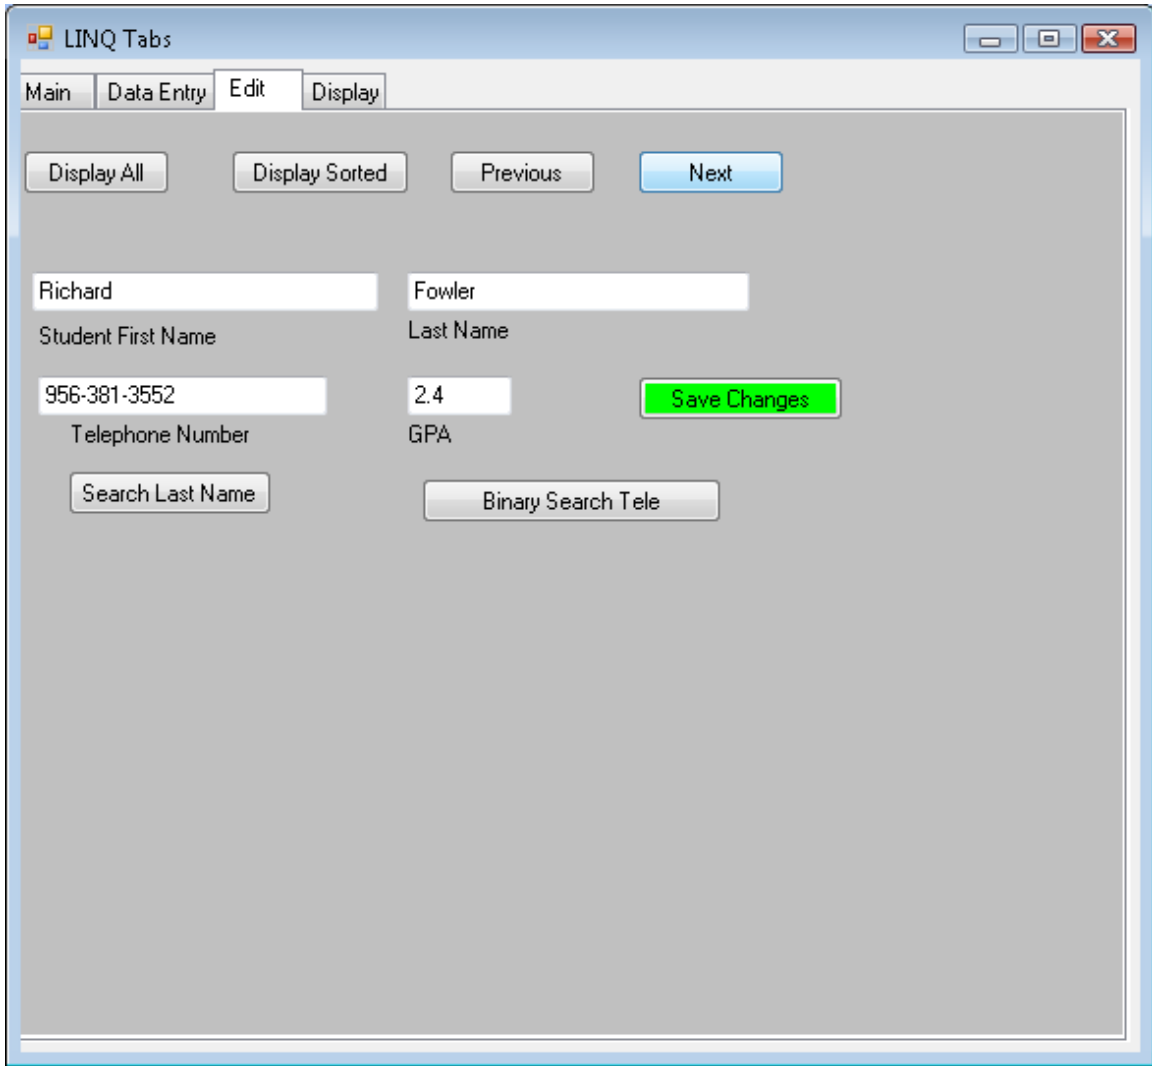 LINQ Tabs
Main Data Entry Edit Display
Display All Display Sorted Previous Next
Richard Fowler
Student First Name Last Name
956-381-3552 2.4 Save Changes
Telephone Number GPA
Search Last Name Binary Search Tele